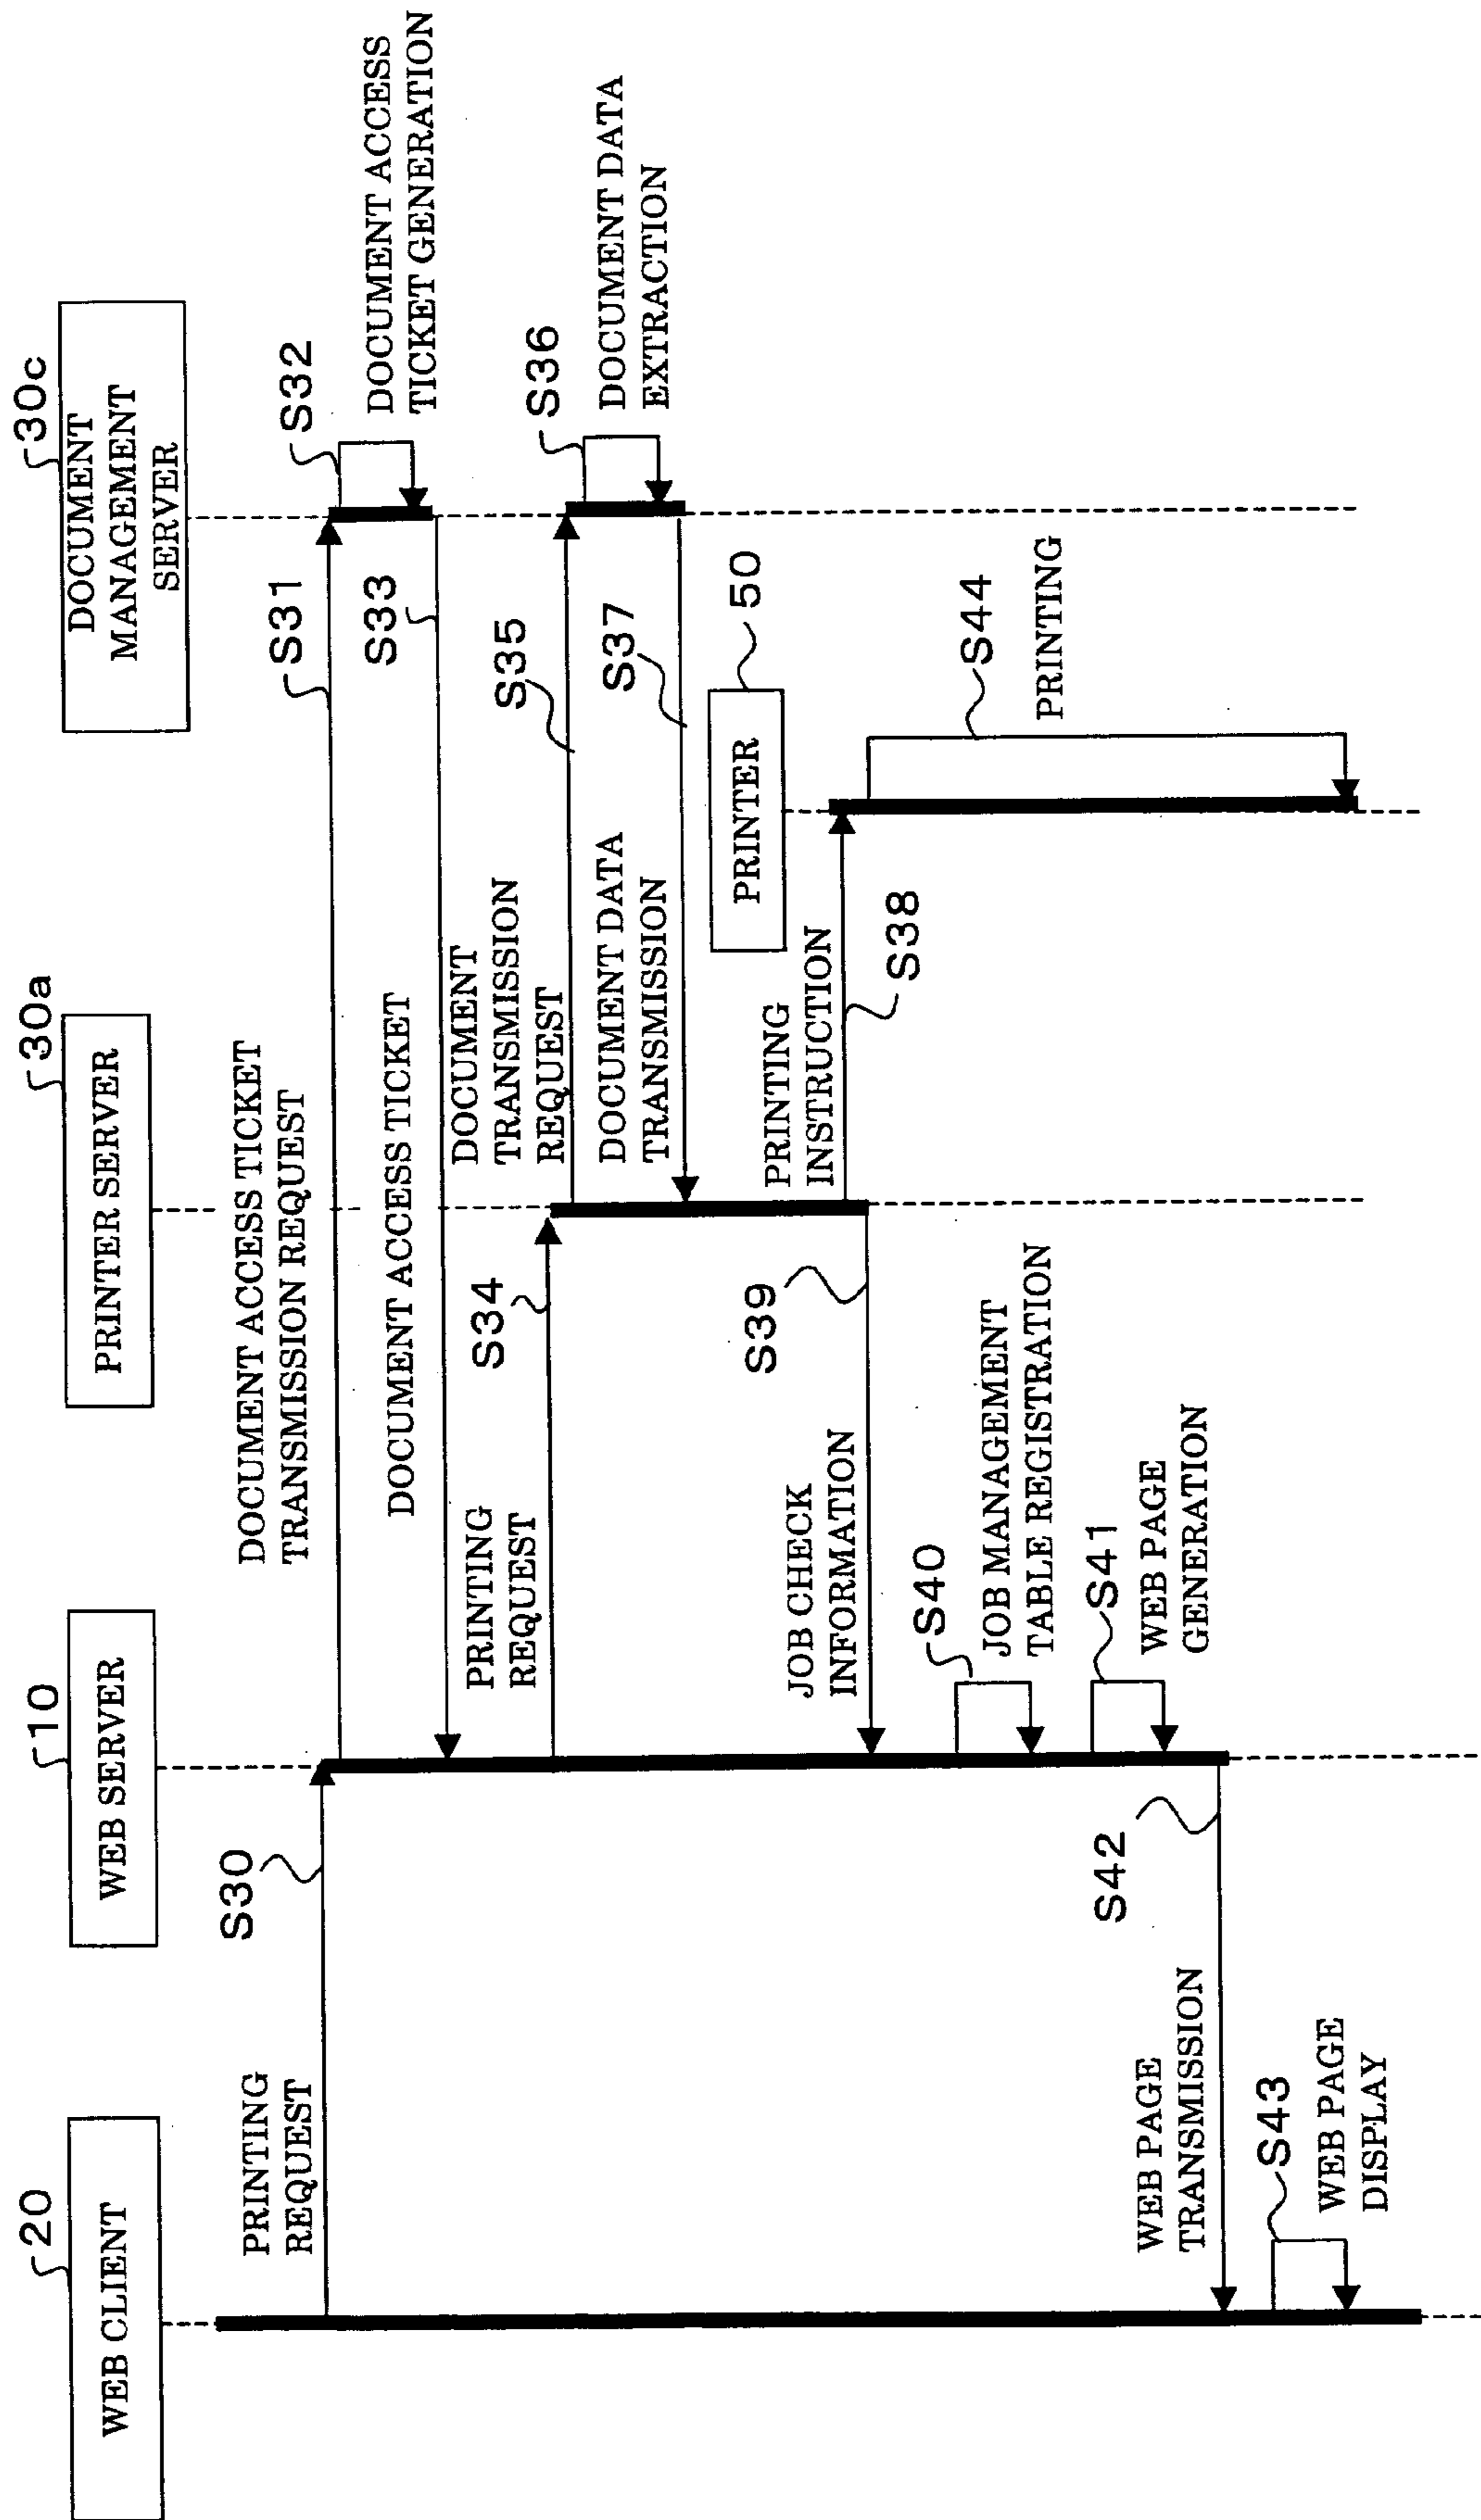 20
WEB CLIENT
10
WEB SERVER
30a
PRINTER SERVER
30c
DOCUMENT
MANAGEMENT
SERVER
PRINTING
REQUEST
S30
DOCUMENT ACCESS TICKET
TRANSMISSION REQUEST
S31
S32
DOCUMENT ACCESS
TICKET GENERATION
DOCUMENT ACCESS TICKET
S33
PRINTING
REQUEST
S34
DOCUMENT
TRANSMISSION
REQUEST
S35
S36
DOCUMENT DATA
EXTRACTION
DOCUMENT DATA
TRANSMISSION
S37
PRINTER
50
PRINTING
INSTRUCTION
S38
S44
PRINTING
JOB CHECK
INFORMATION
S39
S40
JOB MANAGEMENT
TABLE REGISTRATION
S41
WEB PAGE
GENERATION
WEB PAGE
TRANSMISSION
S42
S43
WEB PAGE
DISPLAY